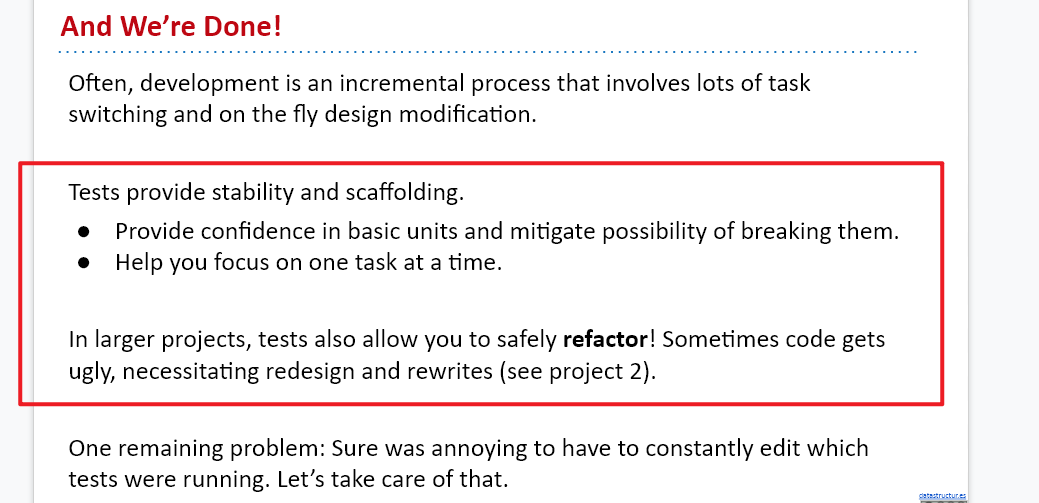 And We’re Done!
Often, development is an incremental process that involves lots of task
switching and on the fly design modification.
Tests provide stability and scaffolding.
● Provide confidence in basic units and mitigate possibility of breaking them.
● Help you focus on one task at a time.
In larger projects, tests also allow you to safely refactor! Sometimes code gets
ugly, necessitating redesign and rewrites (see project 2).
One remaining problem: Sure was annoying to have to constantly edit which
tests were running. Let’s take care of that.
datastructur.es